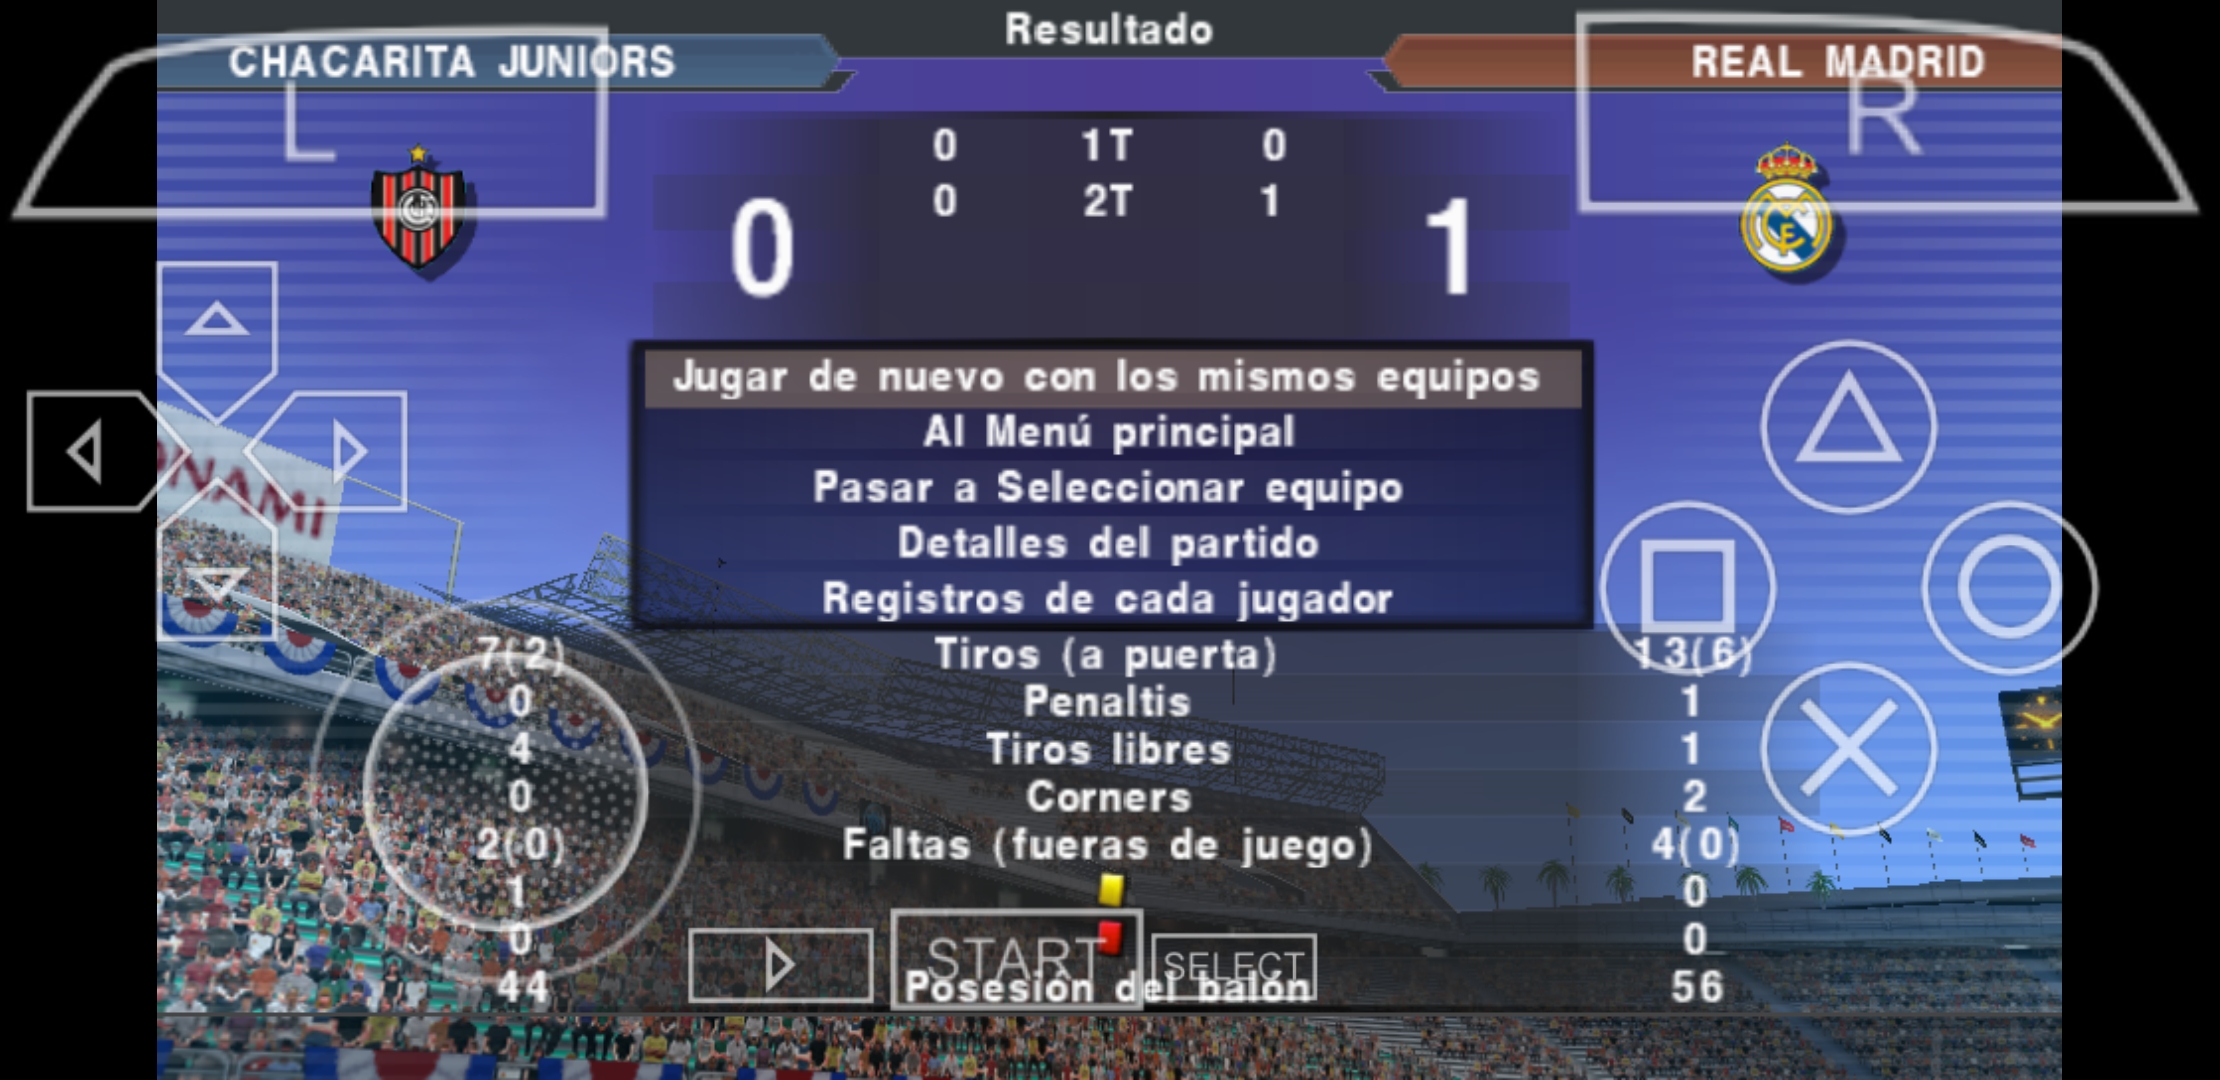 Resultado
CHACARITA JUNIORS
REAL MADRID
L
R
0 1T 0
0 2T 1
0 1
Jugar de nuevo con los mismos equipos
Al Menú principal
Pasar a Seleccionar equipo
Detalles del partido
Registros de cada jugador
ONAMI
7(2) Tiros (a puerta) 13(6)
0 Penaltis 1
4 Tiros libres 1
0 Corners 2
2(0) Faltas (fueras de juego) 4(0)
1 0
0 0
START
SELECT
44 Posesión del balón 56